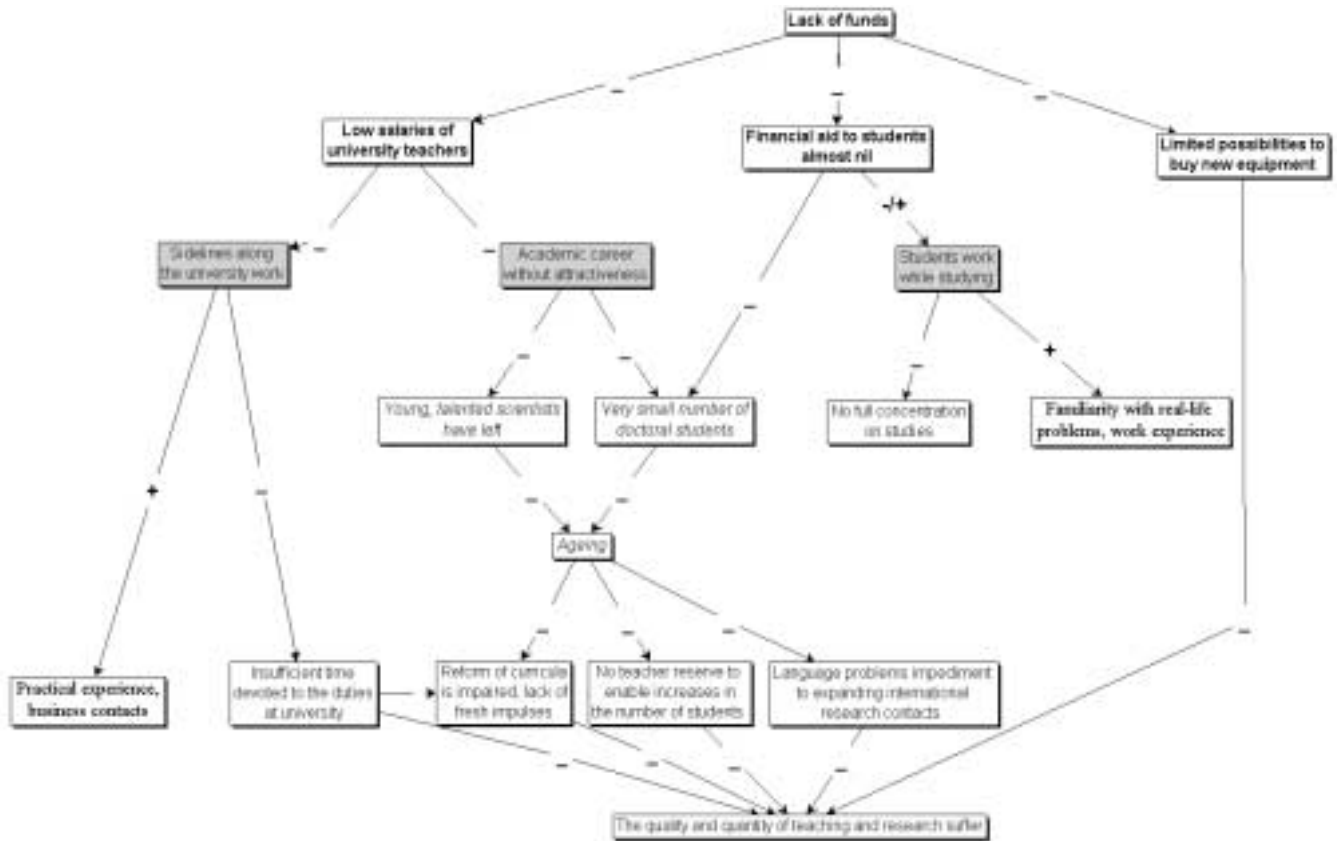 Lack of funds
–
–
–
Low salaries of
university teachers
Financial aid to students
almost nil
Limited possibilities to
buy new equipment
–
–
-/+
Sidelines along
the university work
Academic career
without attractiveness
Students work
while studying
–
–
–
–
+
Young, talented scientists
have left
Very small number of
doctoral students
No full concentration
on studies
Familiarity with real-life
problems, work experience
+
–
–
–
Ageing
–
–
–
–
Practical experience,
business contacts
Insufficient time
devoted to the duties
at university
Reform of curricula
is impaired, lack of
fresh impulses
No teacher reserve to
enable increases in
the number of students
Language problems impediment
to expanding international
research contacts
–
–
–
–
The quality and quantity of teaching and research suffer